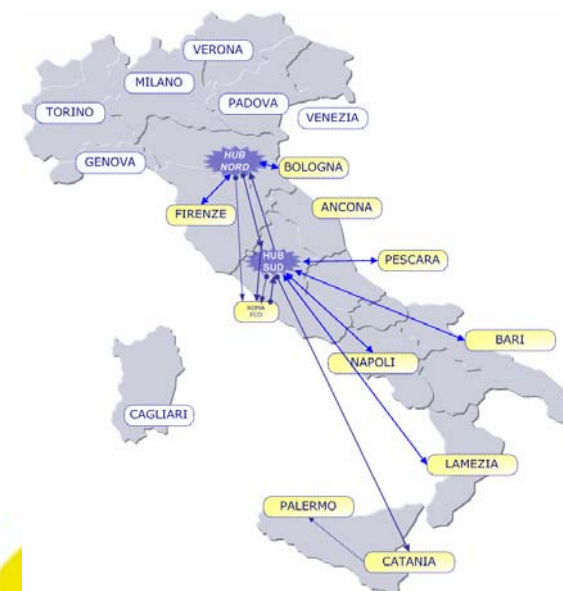 VERONA
MILANO
PADOVA
TORINO
VENEZIA
GENOVA
HUB
NORD
BOLOGNA
FIRENZE
ANCONA
HUB
SUD
PESCARA
ROMA
FCO
BARI
NAPOLI
CAGLIARI
LAMEZIA
PALERMO
CATANIA